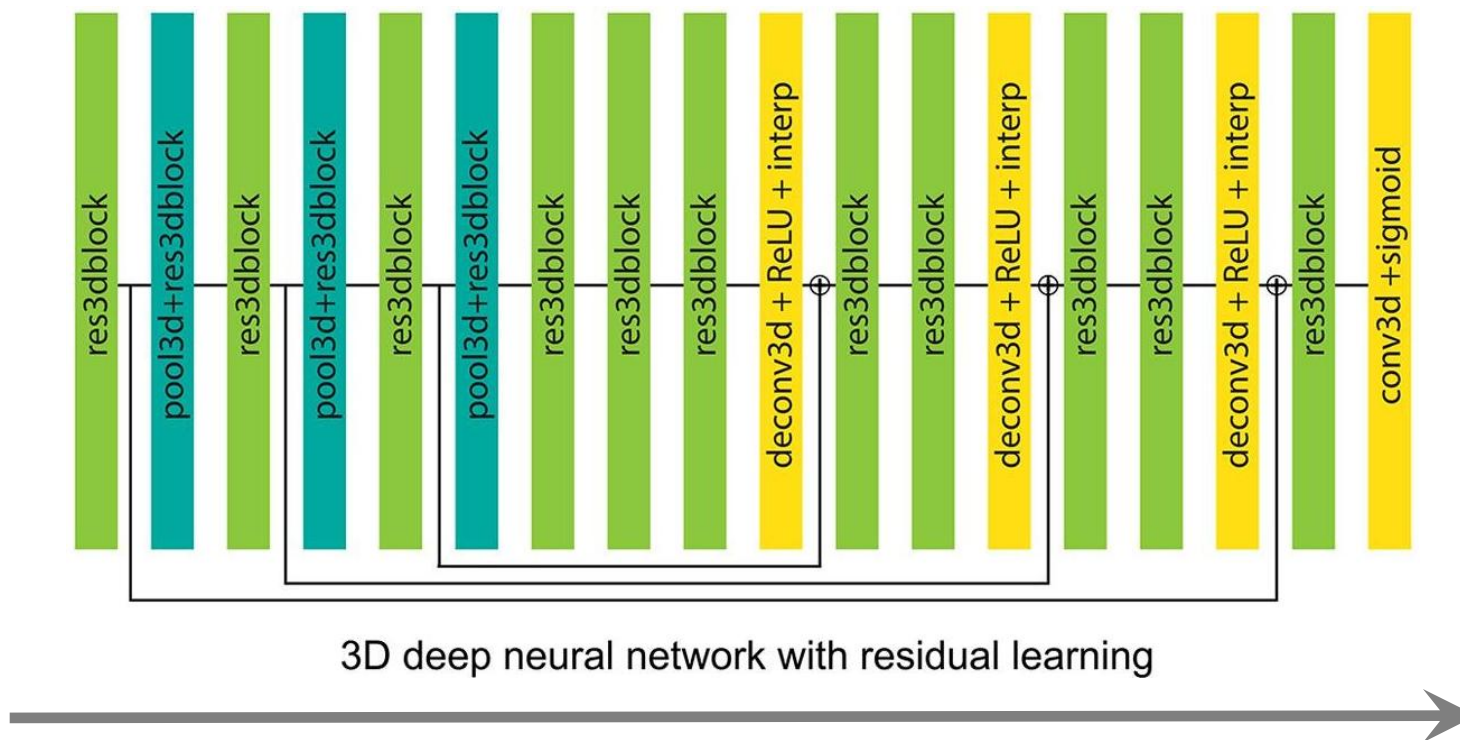 res3dblock
pool3d+res3dblock
res3dblock
pool3d+res3dblock
res3dblock
pool3d+res3dblock
res3dblock
res3dblock
res3dblock
deconv3d + ReLU + interp
res3dblock
res3dblock
deconv3d + ReLU + interp
res3dblock
res3dblock
deconv3d + ReLU + interp
res3dblock
conv3d +sigmoid
3D deep neural network with residual learning